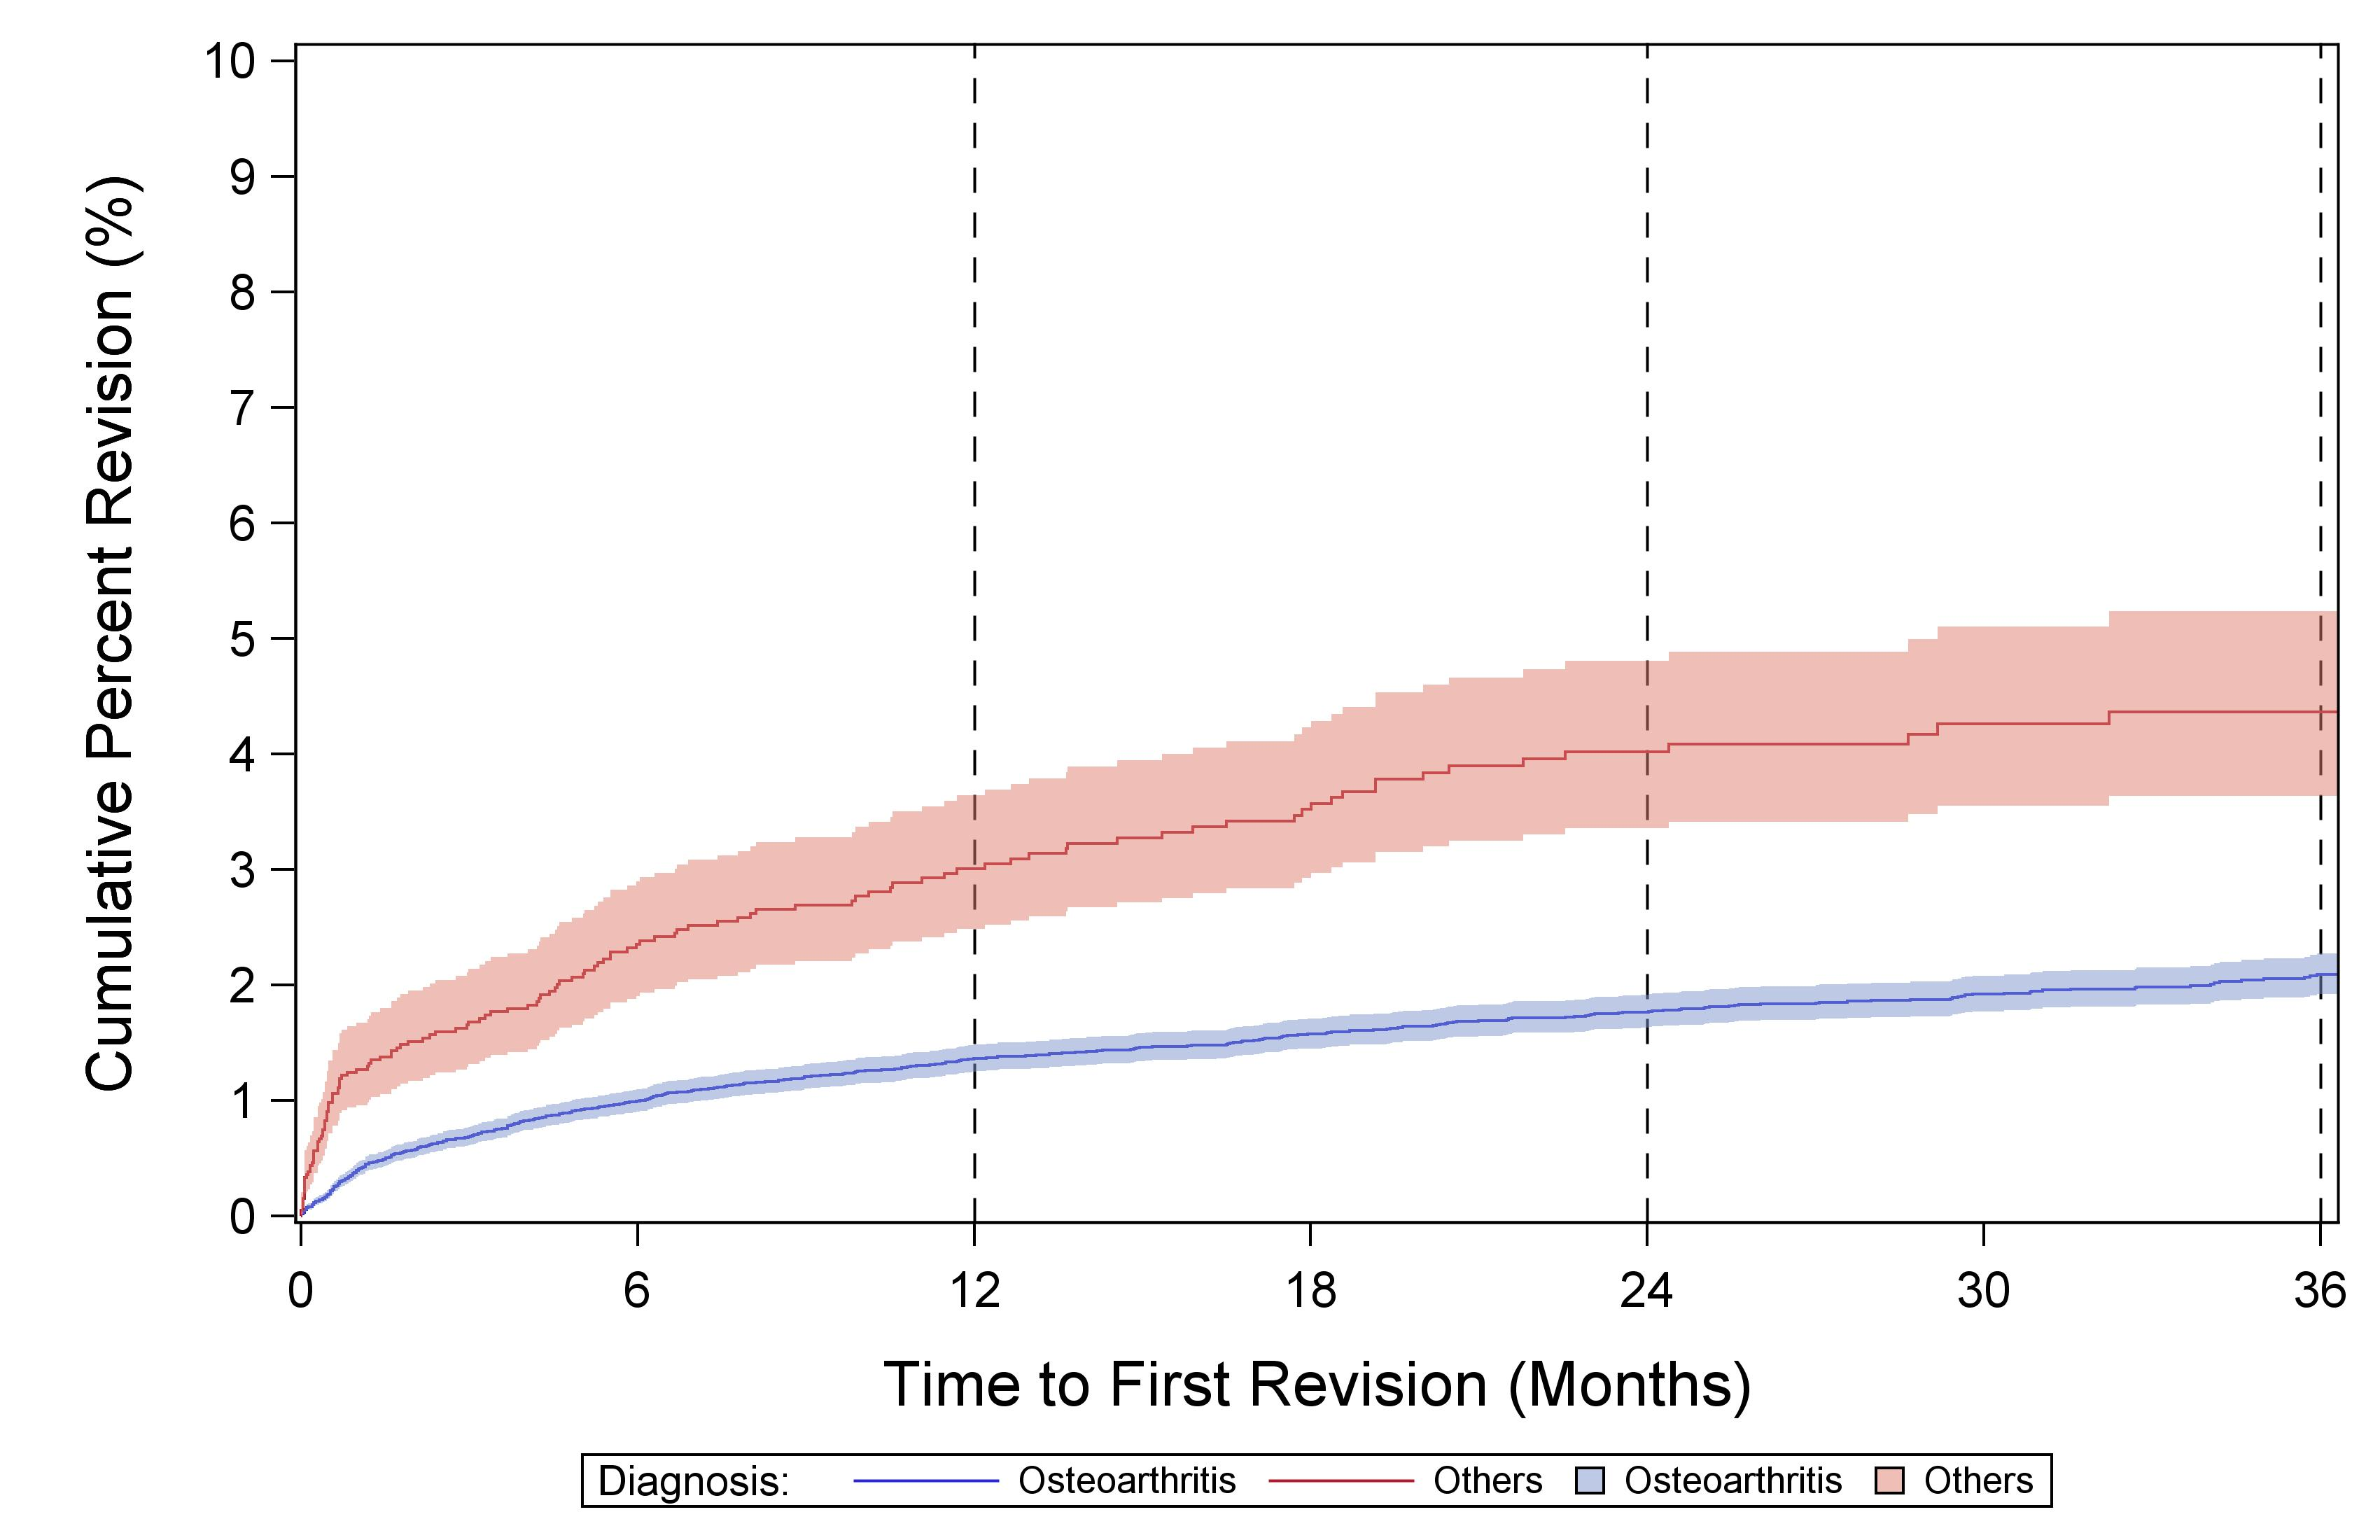 Cumulative Percent Revision (%)
10
9
8
7
6
5
4
3
2
1
0
0 6 12 18 24 30 36
Time to First Revision (Months)
Diagnosis: Osteoarthritis Others Osteoarthritis Others